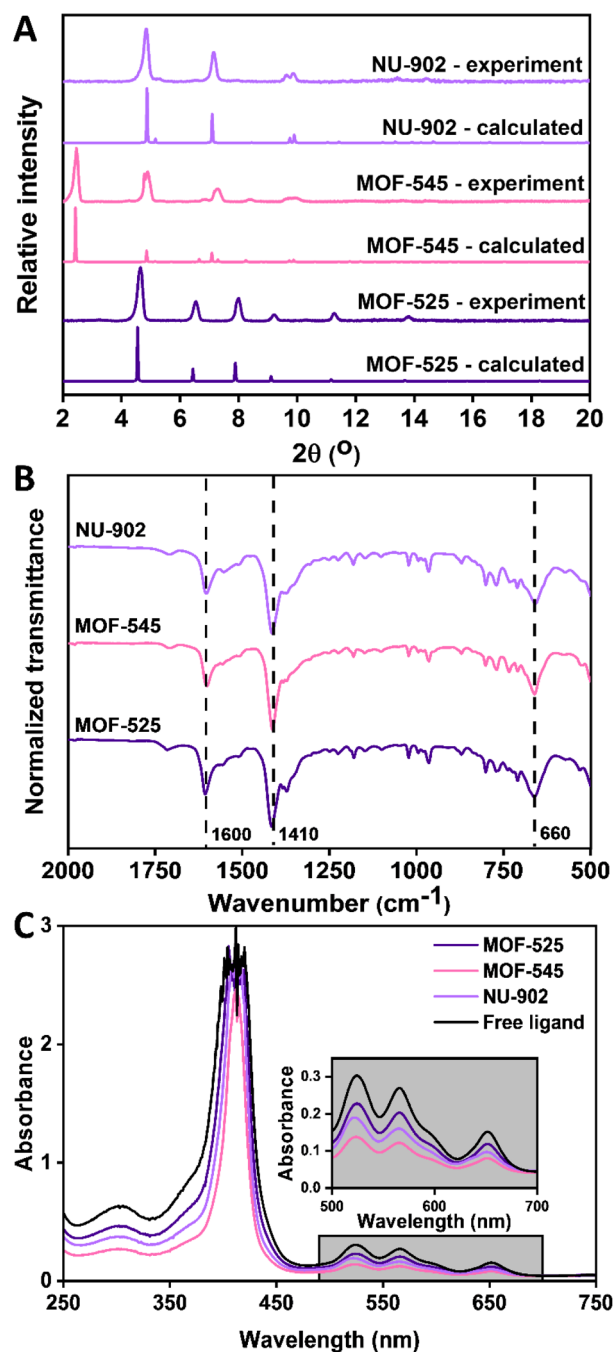 A
NU-902 - experiment
NU-902 - calculated
MOF-545 - experiment
MOF-545 - calculated
MOF-525 - experiment
MOF-525 - calculated
Relative intensity
2 4 6 8 10 12 14 16 18 20
2θ (O)
B
NU-902
MOF-545
MOF-525
1600 1410 660
Normalized transmittance
2000 1750 1500 1250 1000 750 500
Wavenumber (cm-1)
C
3
2
1
0
Absorbance
MOF-525
MOF-545
NU-902
Free ligand
0.3
0.2
0.1
0.0
Absorbance
500 600 700
Wavelength (nm)
250 350 450 550 650 750
Wavelength (nm)